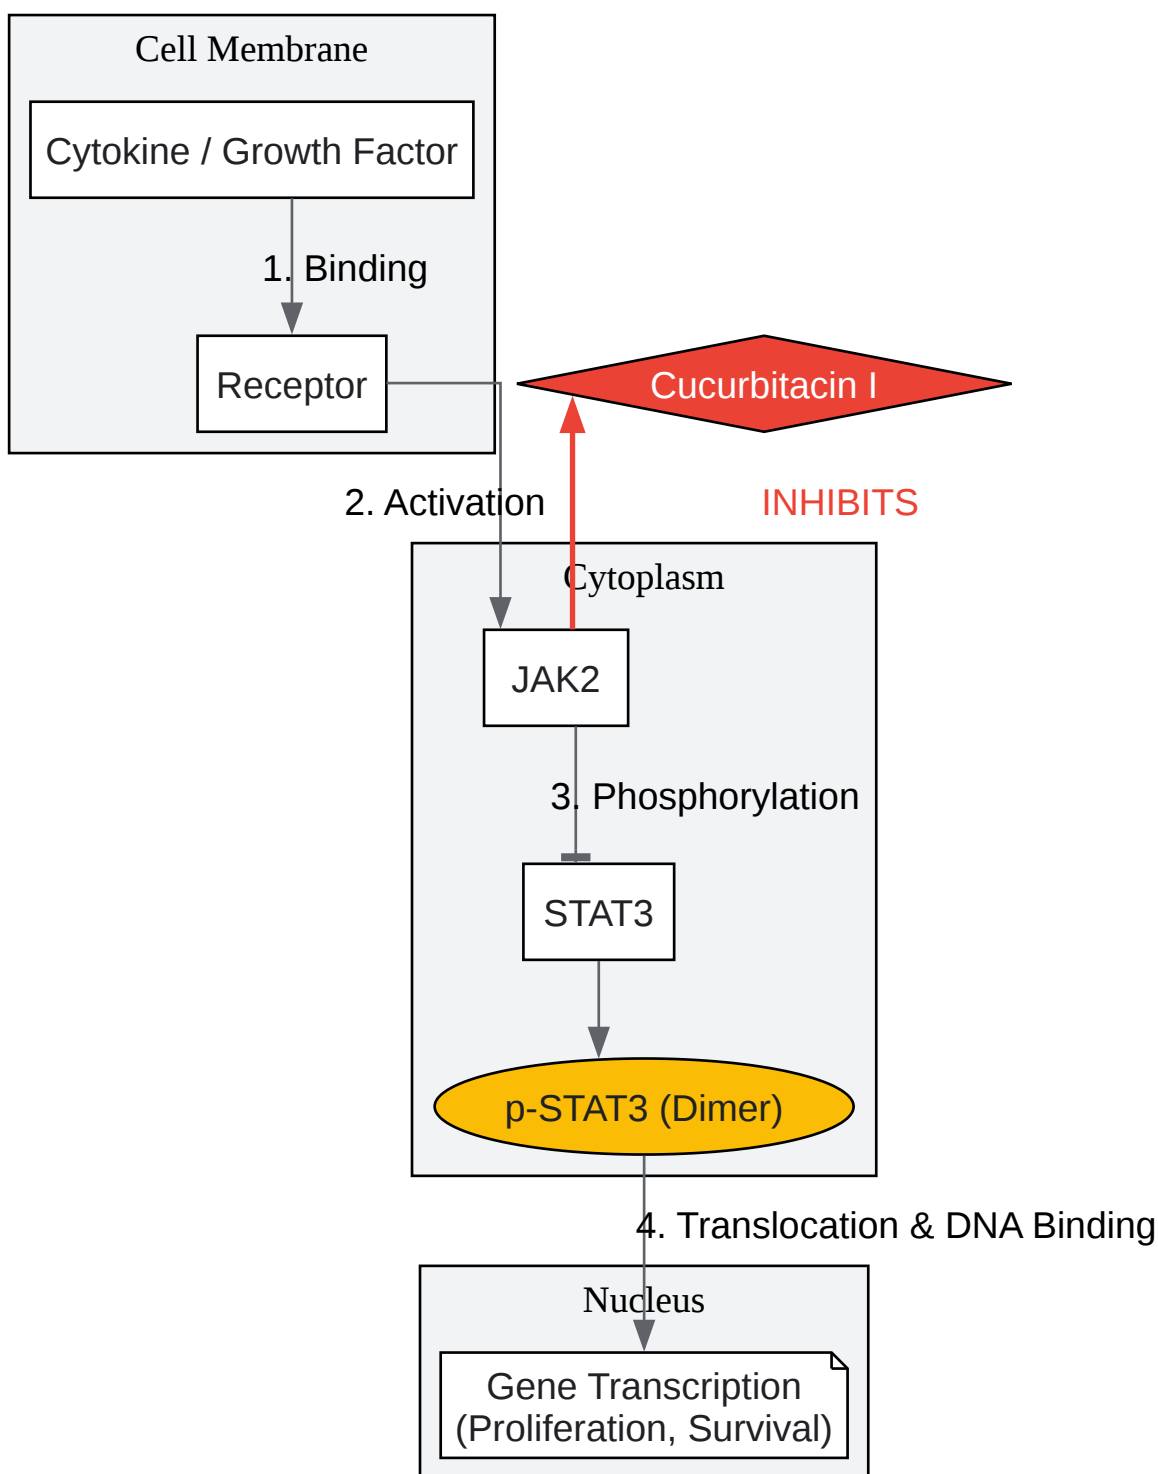 Cell Membrane
Cytokine / Growth Factor
1. Binding
Receptor
Cucurbitacin I
2. Activation
INHIBITS
Cytoplasm
JAK2
3. Phosphorylation
STAT3
p-STAT3 (Dimer)
4. Translocation & DNA Binding
Nucleus
Gene Transcription
(Proliferation, Survival)